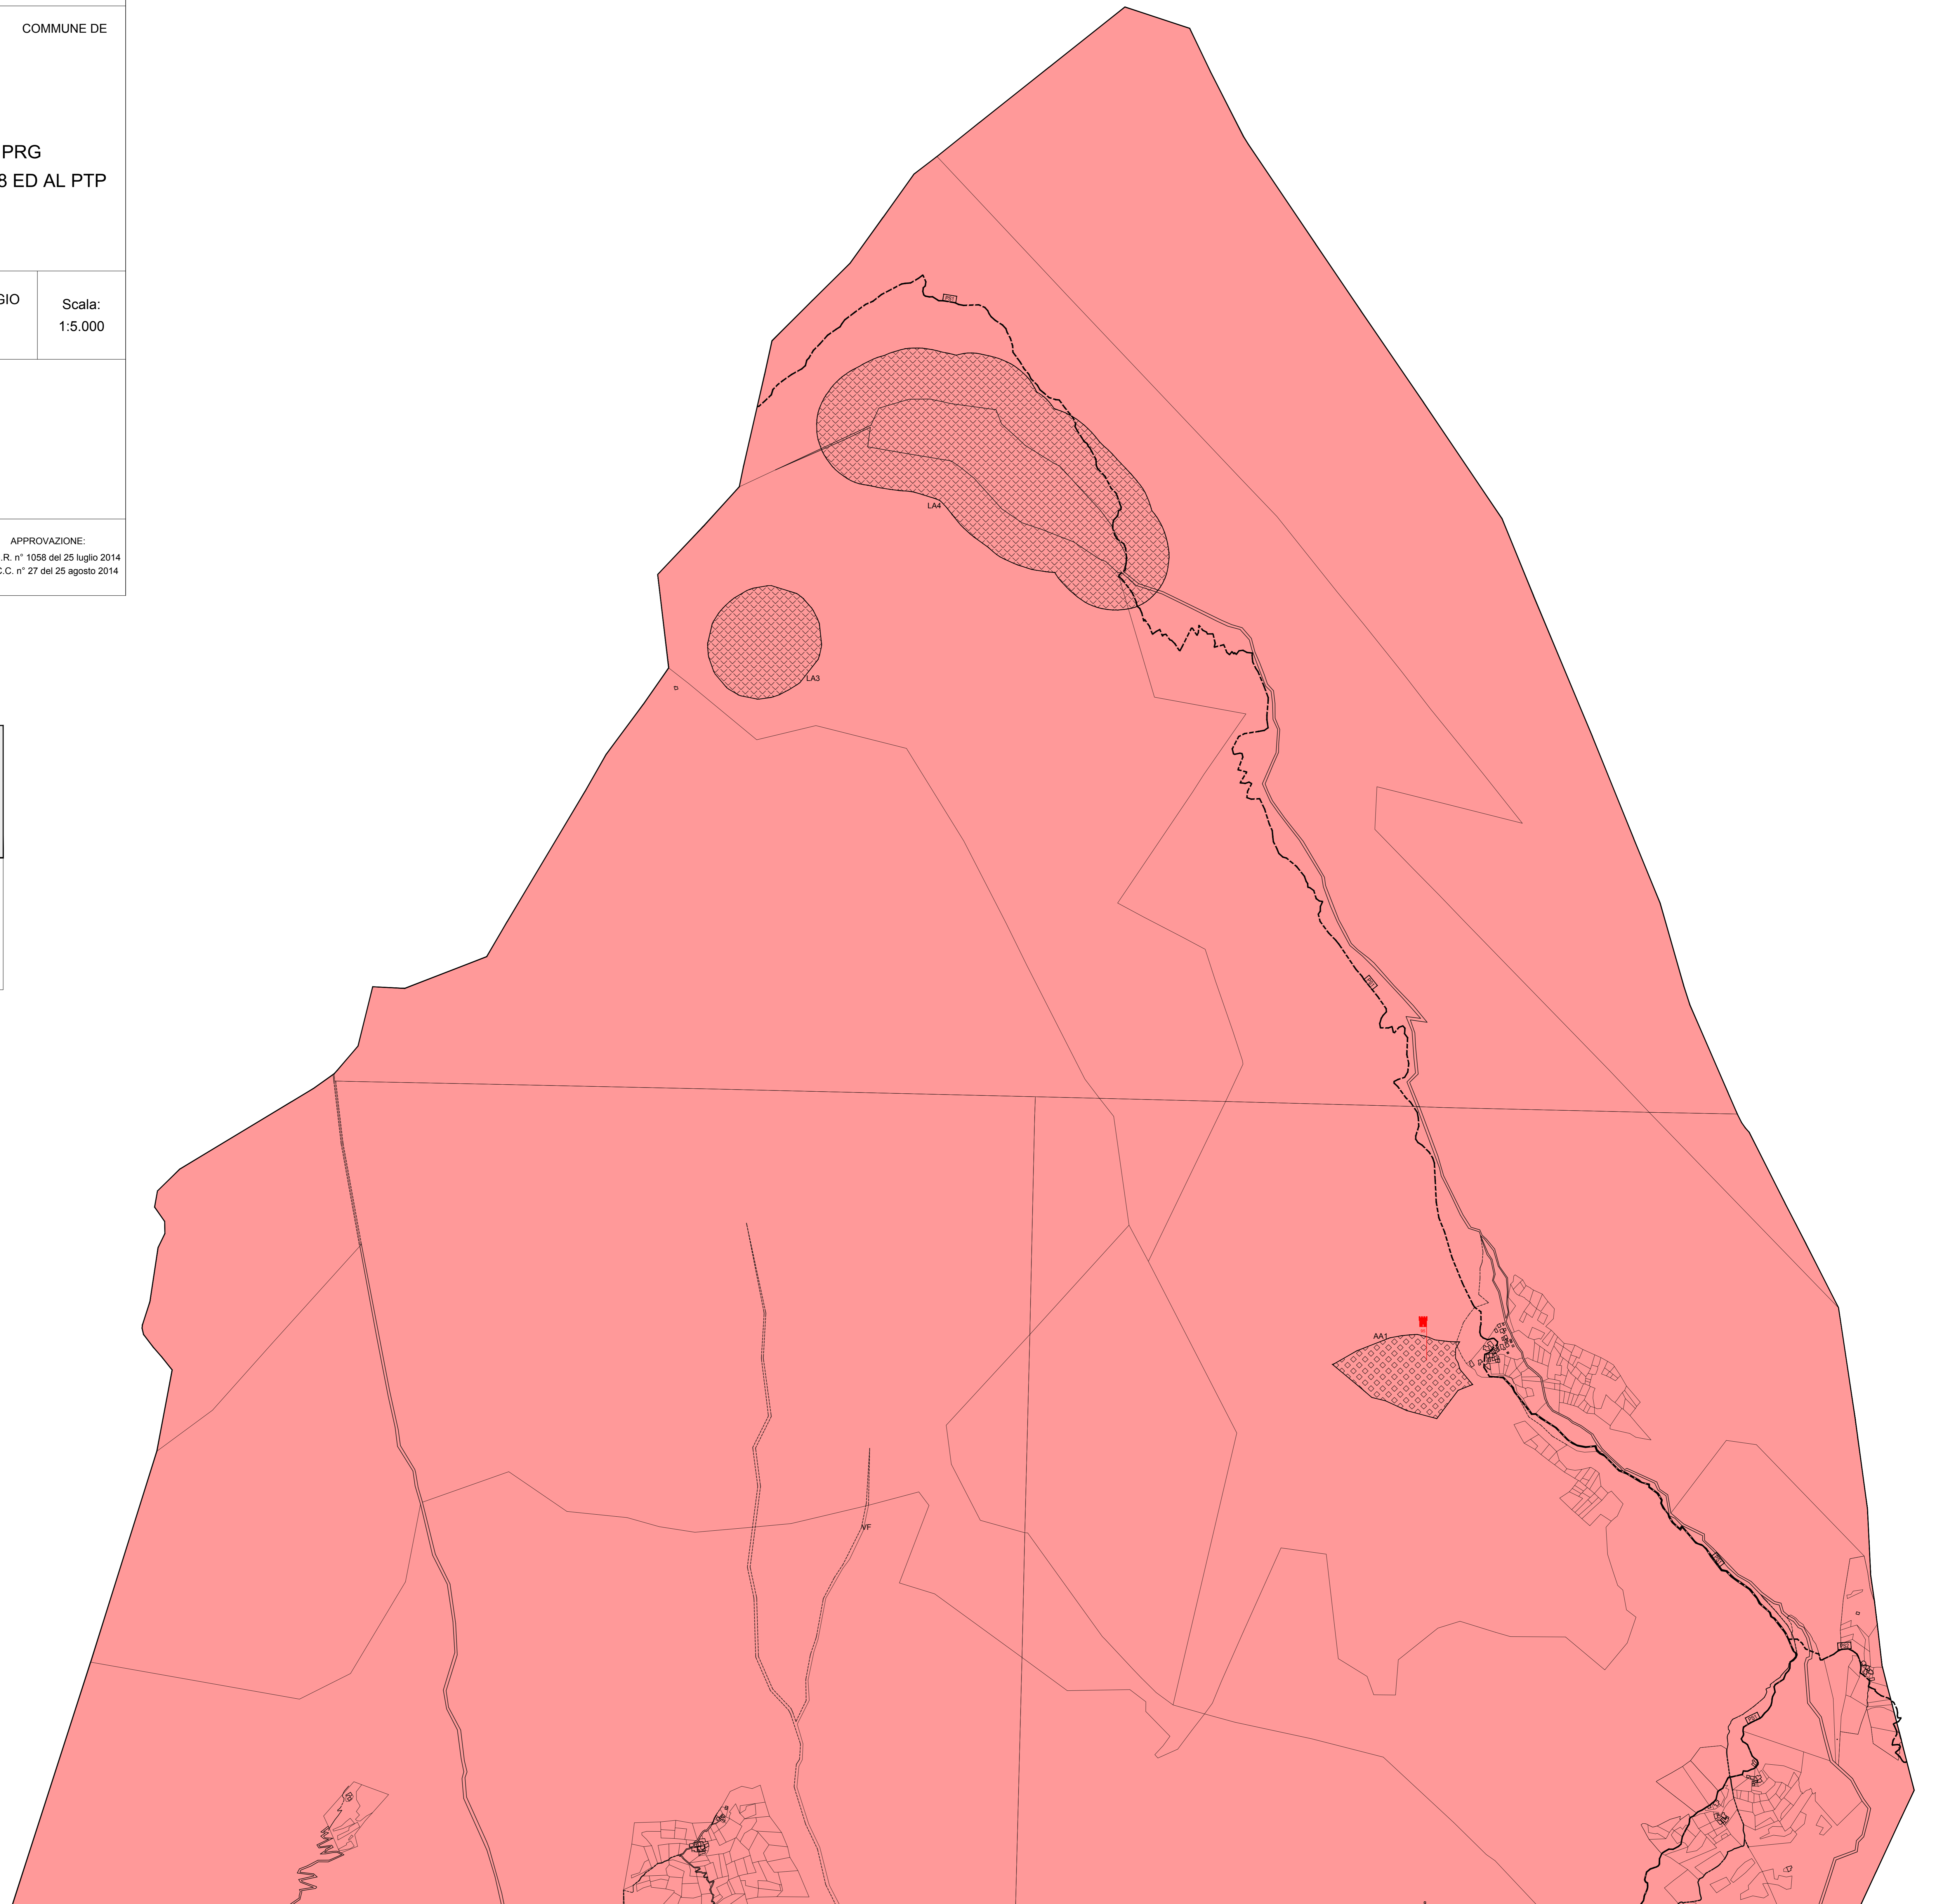 COMMUNE DE
PRG
8 ED AL PTP
GIO
Scala:
1:5.000
APPROVAZIONE:
.R. n° 1058 del 25 luglio 2014
C.C. n° 27 del 25 agosto 2014
LA4
LA3
AA1
VF